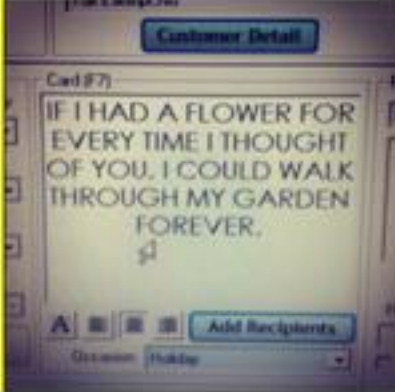 Customer Detail
Card (F7)
IF I HAD A FLOWER FOR
EVERY TIME I THOUGHT
OF YOU, I COULD WALK
THROUGH MY GARDEN
FOREVER.
A
Add Recipients
Occasion: Holiday